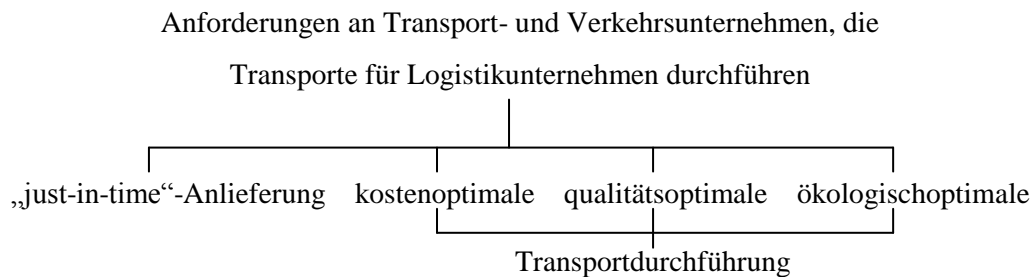 Anforderungen an Transport- und Verkehrsunternehmen, die
Transporte für Logistikunternehmen durchführen
„just-in-time“-Anlieferung kostenoptimale qualitätsoptimale ökologischoptimale
Transportdurchführung